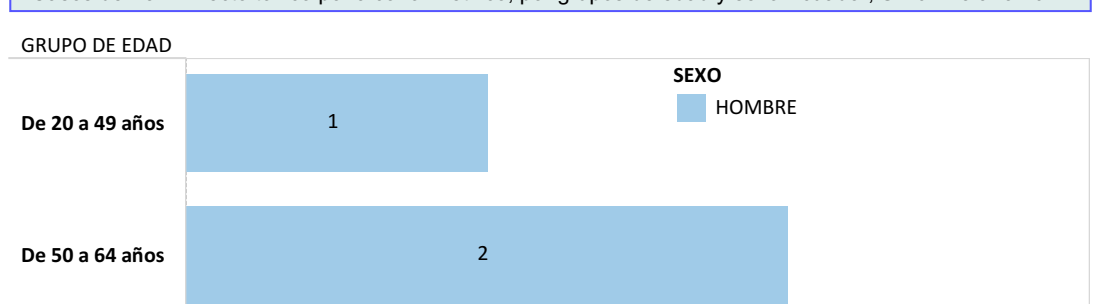 GRUPO DE EDAD
SEXO
HOMBRE
De 20 a 49 años
1
De 50 a 64 años
2